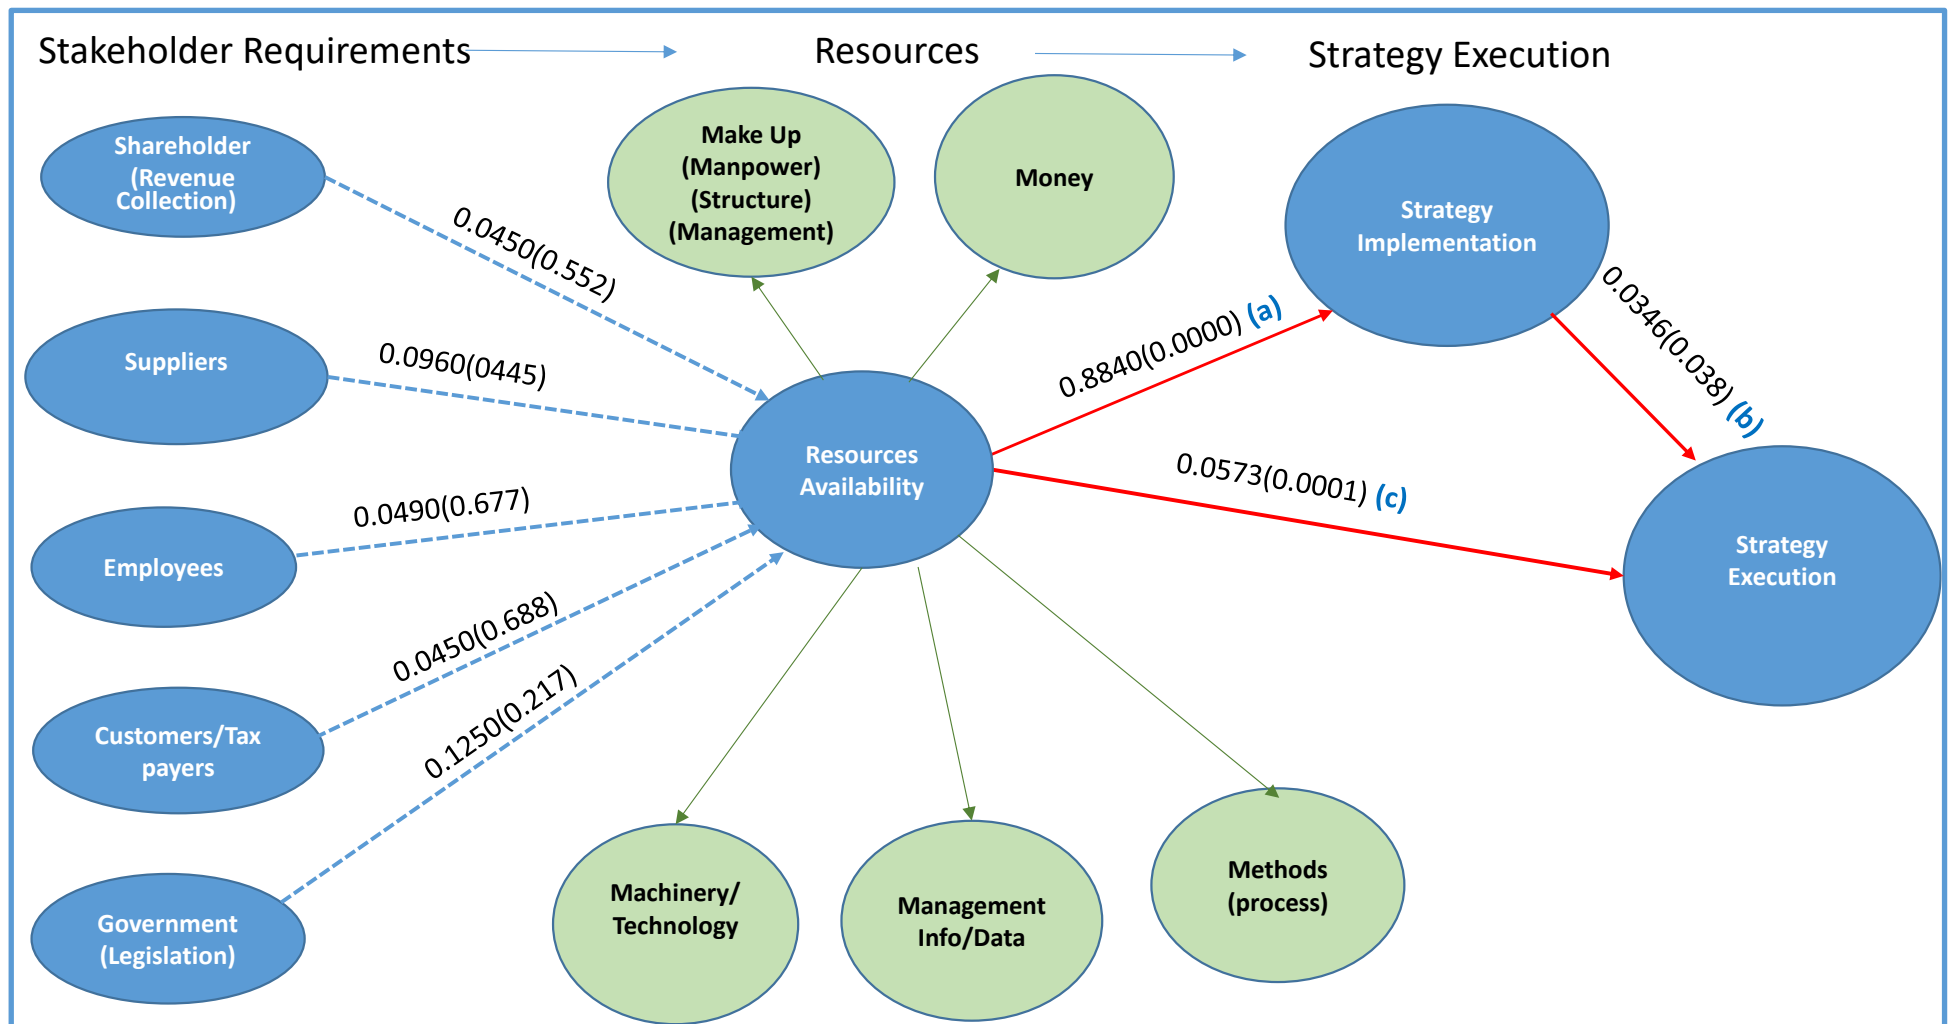 Stakeholder Requirements
Resources
Strategy Execution
Shareholder
(Revenue
Collection)
0.0450(0.552)
Make Up
(Manpower)
(Structure)
(Management)
Money
Strategy
Implementation
Suppliers
0.0960(0445)
0.8840(0.0000) (a)
0.0346(0.038) (b)
Resources
Availability
0.0573(0.0001) (c)
Employees
0.0490(0.677)
Strategy
Execution
Customers/Tax
payers
0.0450(0.688)
Government
(Legislation)
0.1250(0.217)
Machinery/
Technology
Management
Info/Data
Methods
(process)